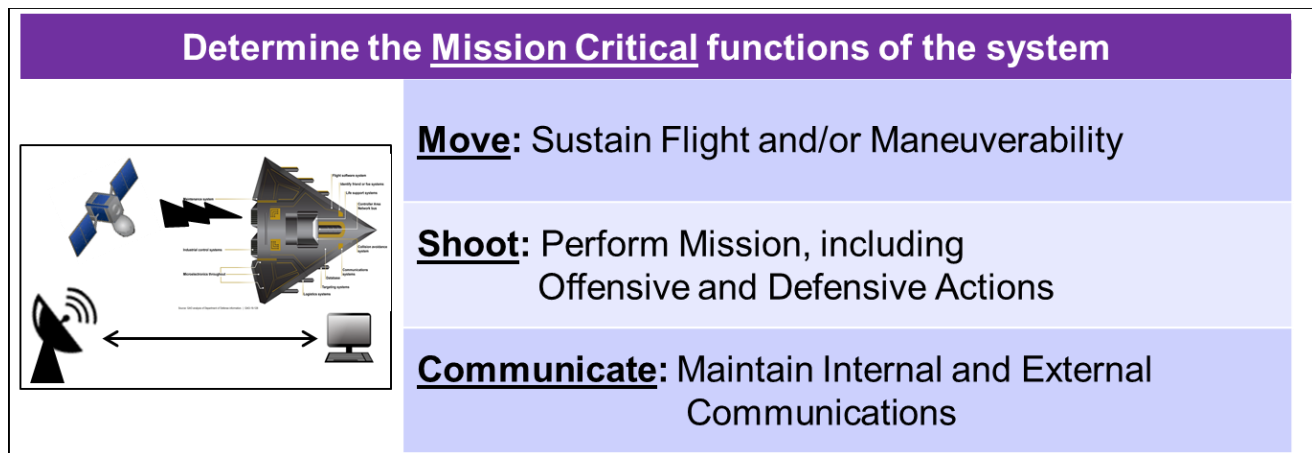 Determine the Mission Critical functions of the system
Move: Sustain Flight and/or Maneuverability
Shoot: Perform Mission, including
Offensive and Defensive Actions
Communicate: Maintain Internal and External
Communications
Flight software system
Identify friend or foe systems
Life support systems
Maintenance system
Controller Area
Network bus
Industrial control systems
Collision avoidance
system
Microelectronics throughout
Communications
systems
Database
Targeting systems
Logistics systems